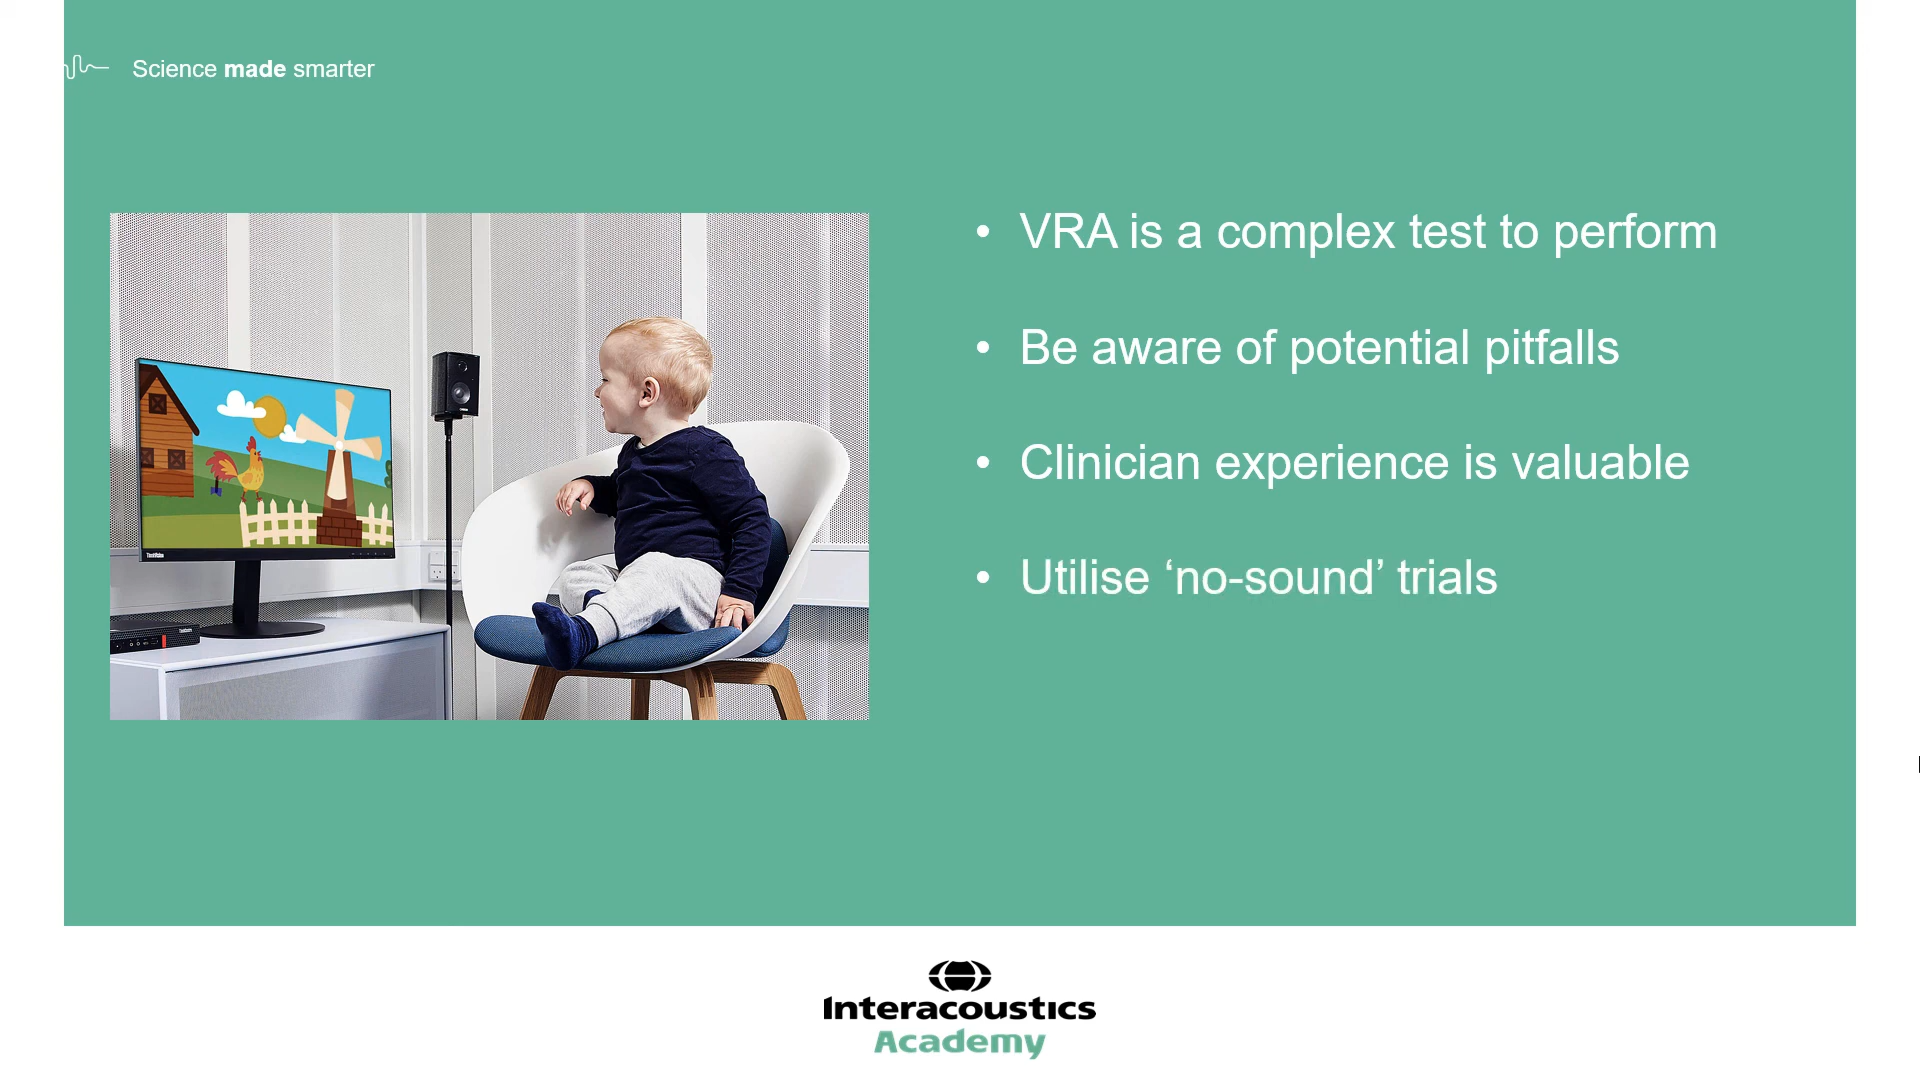 Science made smarter
• VRA is a complex test to perform
• Be aware of potential pitfalls
• Clinician experience is valuable
• Utilise ‘no-sound’ trials
Interacoustics
Academy